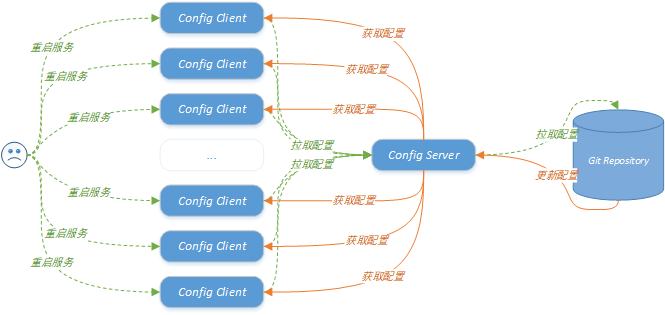 Config Client
重启服务
获取配置
Config Client
重启服务
获取配置
Config Client
重启服务
获取配置
拉取配置
拉取配置
...
拉取配置
Config Server
Git Repository
更新配置
Config Client
重启服务
获取配置
Config Client
重启服务
获取配置
Config Client
重启服务
获取配置